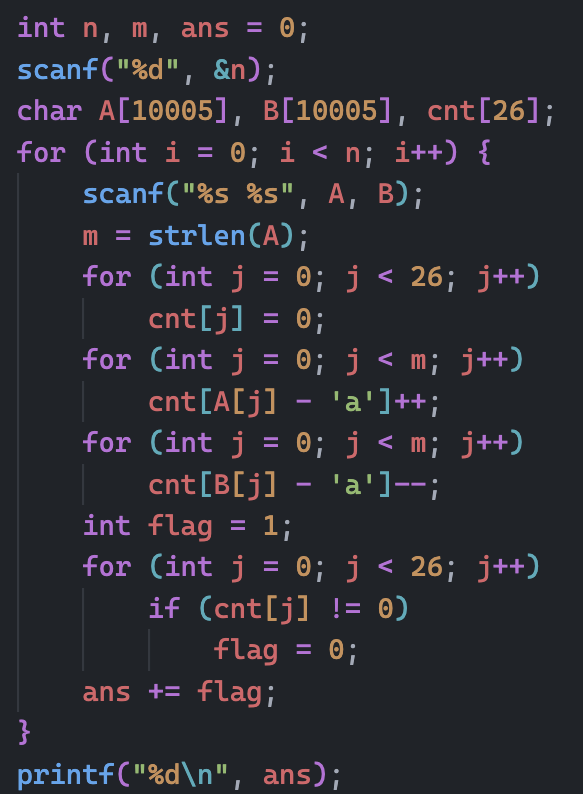 int n, m, ans = 0;
scanf("%d", &n);
char A[10005], B[10005], cnt[26];
for (int i = 0; i < n; i++) {
    scanf("%s %s", A, B);
    m = strlen(A);
    for (int j = 0; j < 26; j++)
        cnt[j] = 0;
    for (int j = 0; j < m; j++)
        cnt[A[j] - 'a']++;
    for (int j = 0; j < m; j++)
        cnt[B[j] - 'a']--;
    int flag = 1;
    for (int j = 0; j < 26; j++)
        if (cnt[j] != 0)
            flag = 0;
    ans += flag;
}
printf("%d\n", ans);